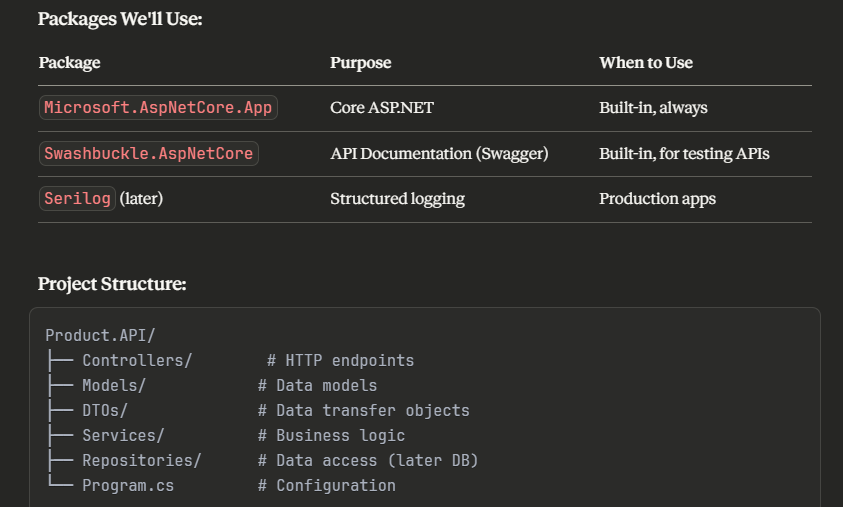 Packages We'll Use:
Package Purpose When to Use
Microsoft.AspNetCore.App Core ASP.NET Built-in, always
Swashbuckle.AspNetCore API Documentation (Swagger) Built-in, for testing APIs
Serilog (later) Structured logging Production apps
Project Structure:
Product.API/
├── Controllers/        # HTTP endpoints
├── Models/            # Data models
├── DTOs/              # Data transfer objects
├── Services/          # Business logic
├── Repositories/      # Data access (later DB)
└── Program.cs         # Configuration